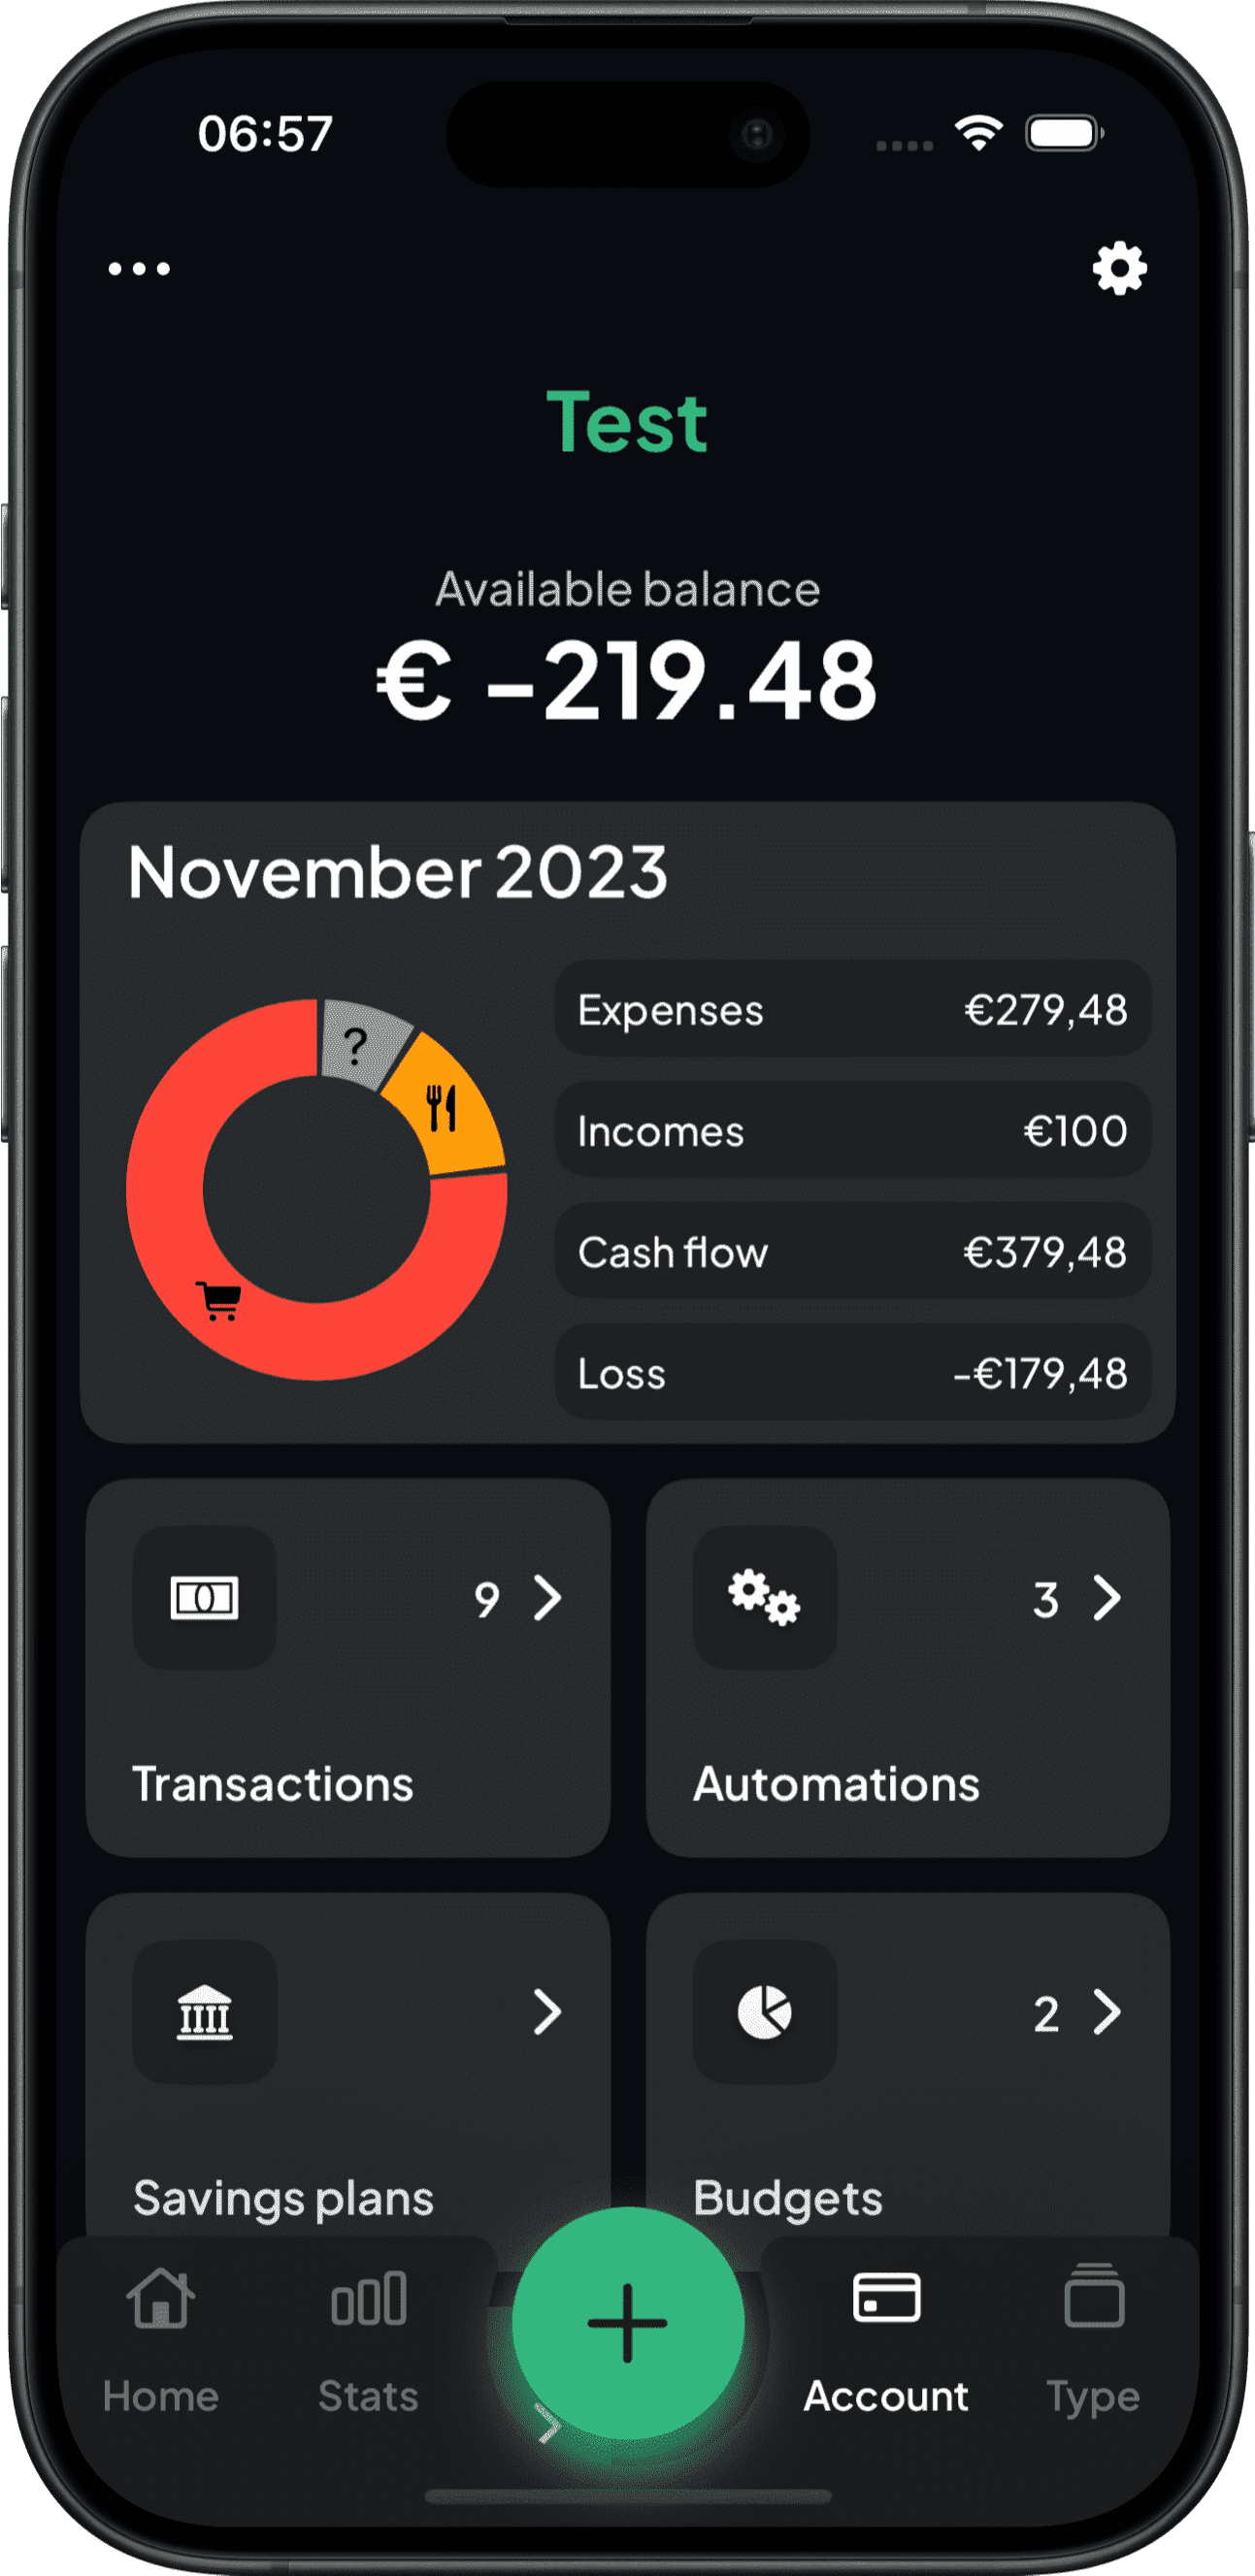 06:57
Test
Available balance
€ -219.48
November 2023
?
Expenses €279,48
Incomes €100
Cash flow €379,48
Loss -€179,48
9 3
Transactions Automations
2
Savings plans Budgets
Home Stats Account Type